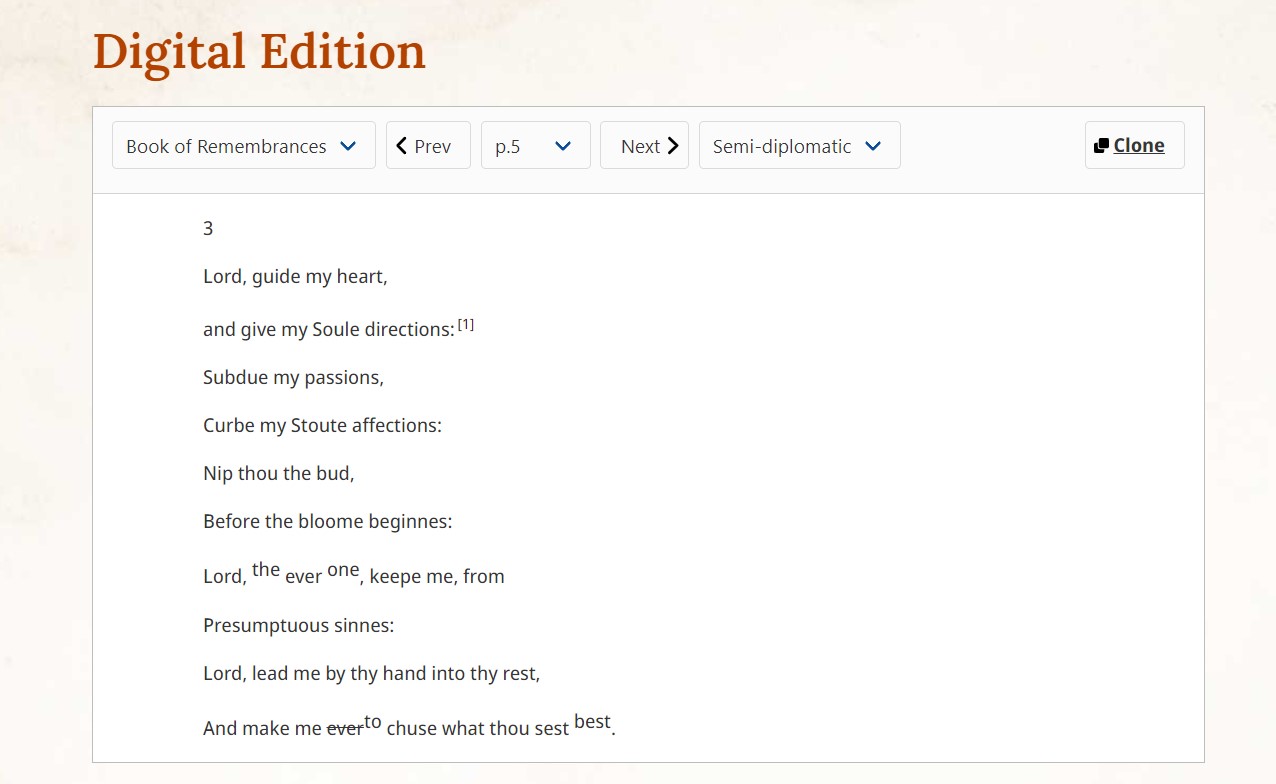 Digital Edition
Book of Remembrances Prev p.5 Next Semi-diplomatic Clone
3
Lord, guide my heart,
and give my Soule directions: [1]
Subdue my passions,
Curbe my Stoute affections:
Nip thou the bud,
Before the bloome beginnes:
Lord, the ever one, keepe me, from
Presumptuous sinnes:
Lord, lead me by thy hand into thy rest,
And make me ever to chuse what thou sest best.